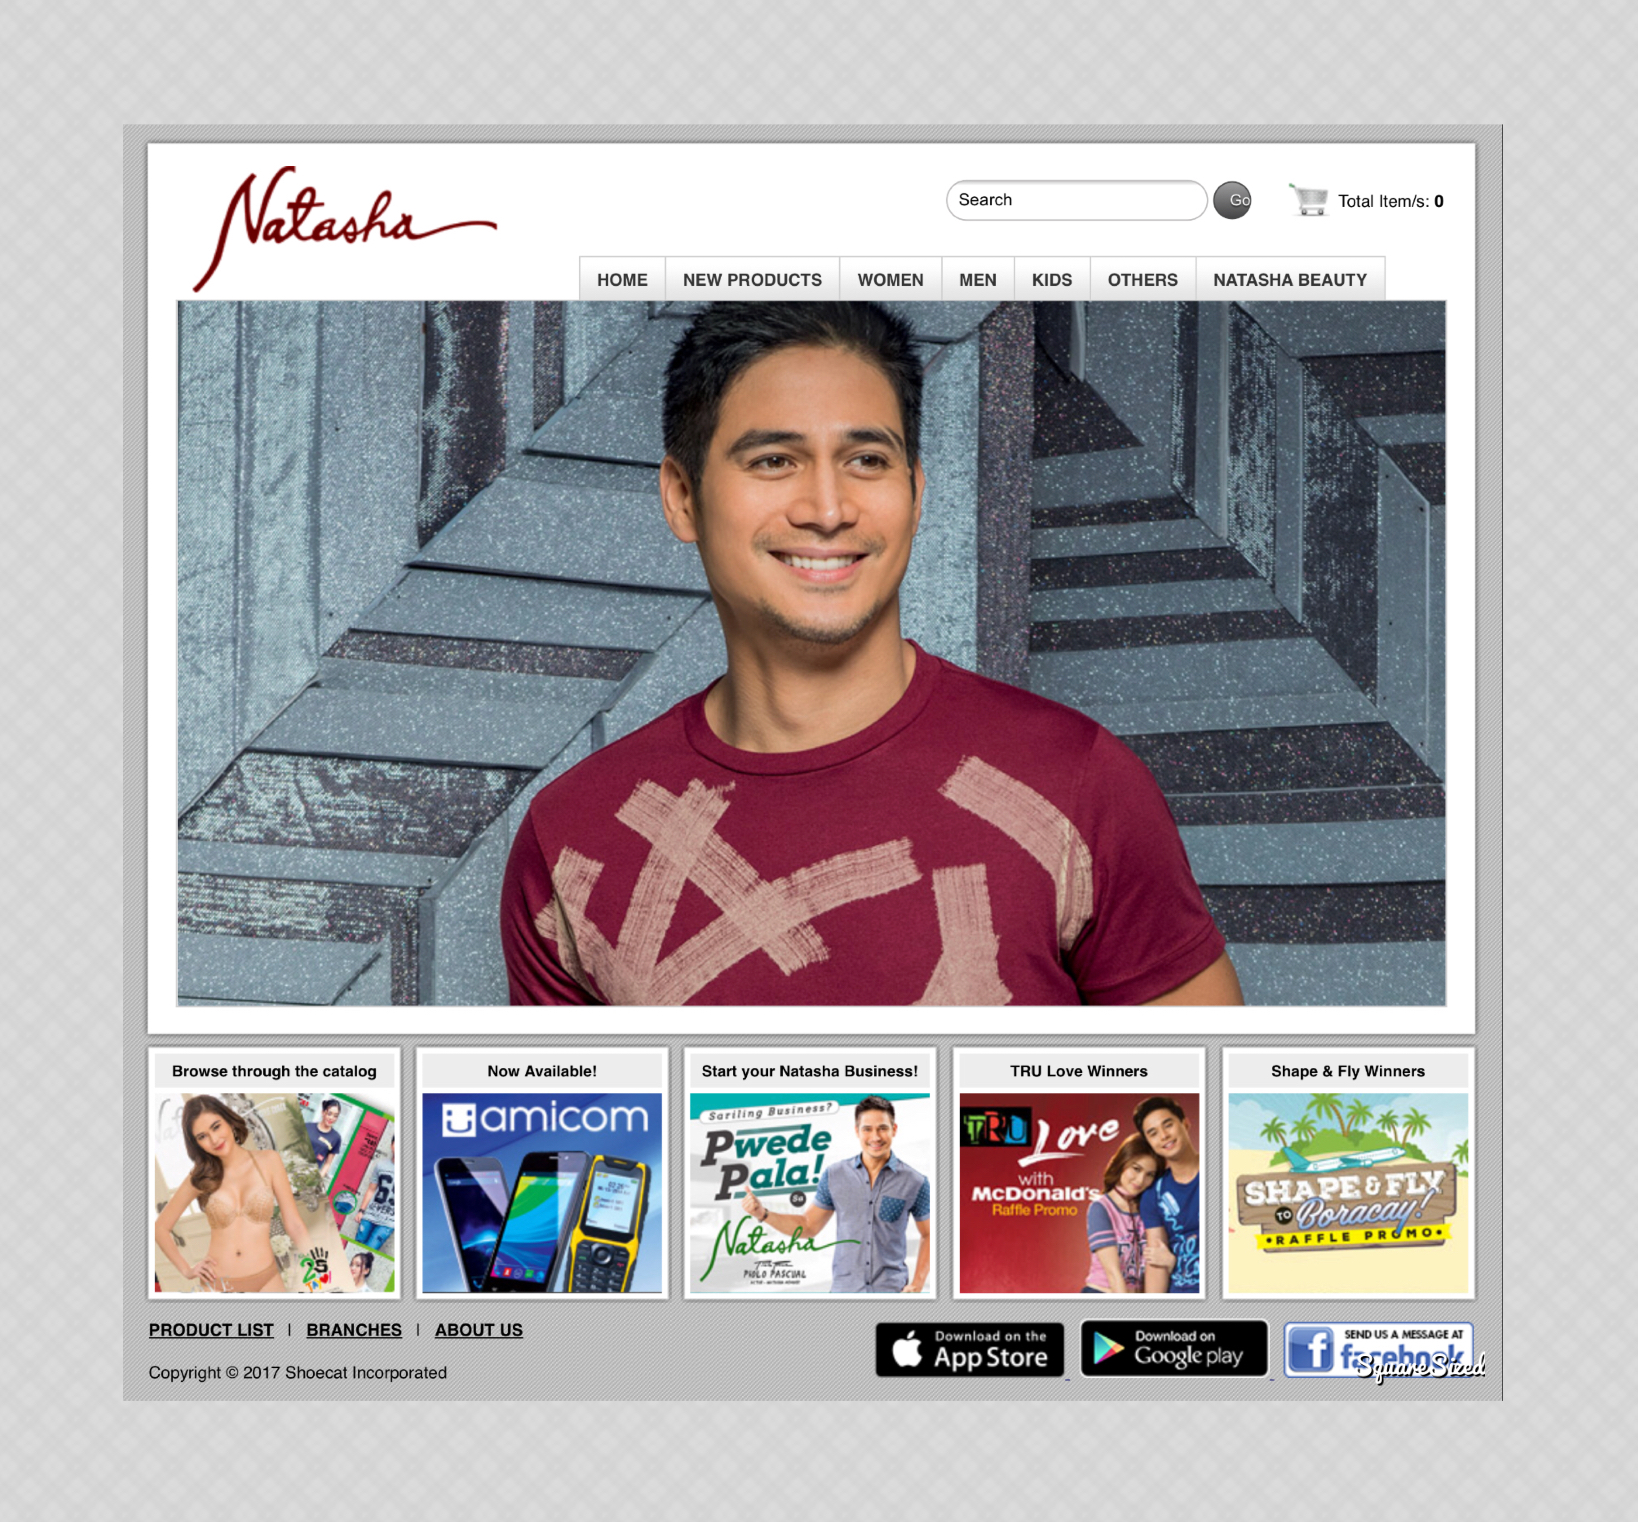 Natasha
Search
Go
Total Item/s: 0
HOME
NEW PRODUCTS
WOMEN
MEN
KIDS
OTHERS
NATASHA BEAUTY
Browse through the catalog
25
Now Available!
amicom
Start your Natasha Business!
Sariling Business?
Pwede
Pala!
Sa
Natasha
PIOLO PASCUAL
TRU Love Winners
TRU Love
with
McDonald's
Raffle Promo
Shape & Fly Winners
SHAPE & FLY
TO Boracay!
•RAFFLE PROMO•
PRODUCT LIST | BRANCHES | ABOUT US
Copyright © 2017 Shoecat Incorporated
Download on the
App Store
Download on
Google play
SEND US A MESSAGE AT
facebook
SquareSized